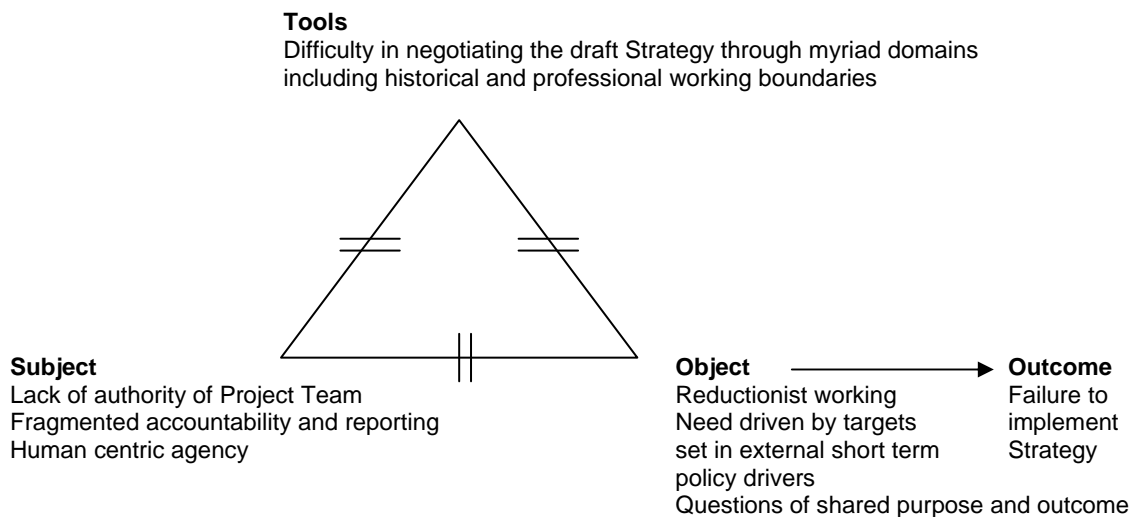 Tools
Difficulty in negotiating the draft Strategy through myriad domains
including historical and professional working boundaries
Subject
Lack of authority of Project Team
Fragmented accountability and reporting
Human centric agency
Object
Reductionist working
Need driven by targets
set in external short term
policy drivers
Questions of shared purpose and outcome
Outcome
Failure to
implement
Strategy